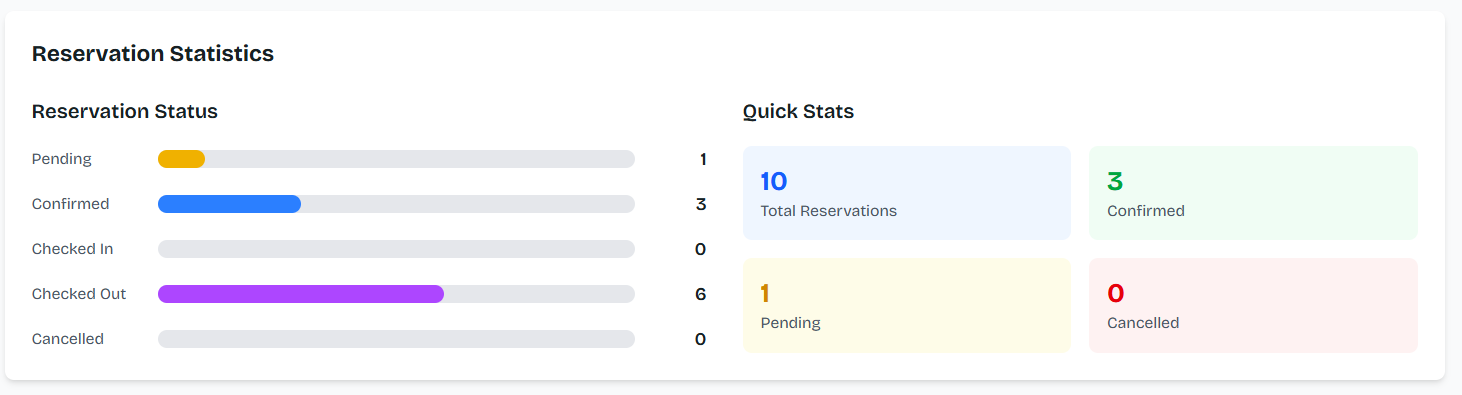 Reservation Statistics
Reservation Status
Pending 1
Confirmed 3
Checked In 0
Checked Out 6
Cancelled 0
Quick Stats
10
Total Reservations
3
Confirmed
1
Pending
0
Cancelled